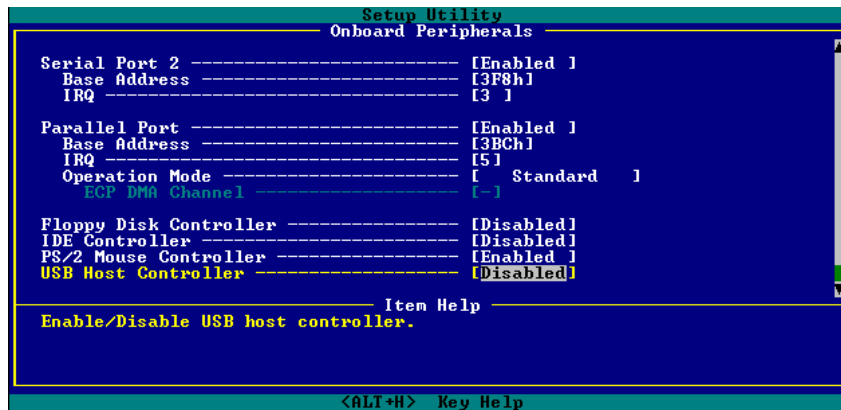 Setup Utility
Onboard Peripherals
Serial Port 2 ------------------------ [Enabled ]
Base Address ------------------------ [3F8h]
IRQ --------------------------------- [3 ]
Parallel Port ------------------------- [Enabled ]
Base Address ------------------------ [3BCh]
IRQ --------------------------------- [5]
Operation Mode ---------------------- [ Standard ]
ECP DMA Channel ------------------- [-]
Floppy Disk Controller ---------------- [Disabled]
IDE Controller ------------------------ [Disabled]
PS/2 Mouse Controller ----------------- [Enabled ]
USB Host Controller ------------------- [Disabled]
Item Help
Enable/Disable USB host controller.
<ALT+H> Key Help